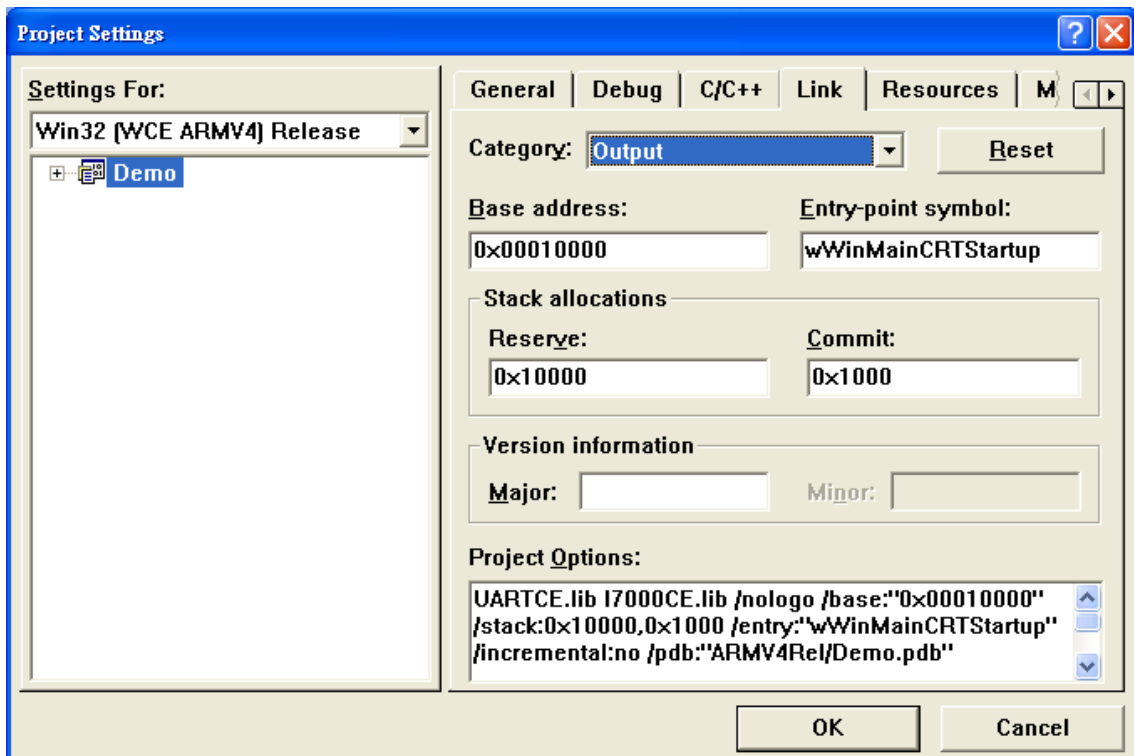 Project Settings
Settings For:
Win32 (WCE ARMV4) Release
Demo
General Debug C/C++ Link Resources M
Category: Output Reset
Base address: Entry-point symbol:
0x00010000 wWinMainCRTStartup
Stack allocations
Reserve: Commit:
0x10000 0x1000
Version information
Major: Minor:
Project Options:
UARTCE.lib I7000CE.lib /nologo /base:"0x00010000"
/stack:0x10000,0x1000 /entry:"wWinMainCRTStartup"
/incremental:no /pdb:"ARMV4Rel/Demo.pdb"
OK Cancel